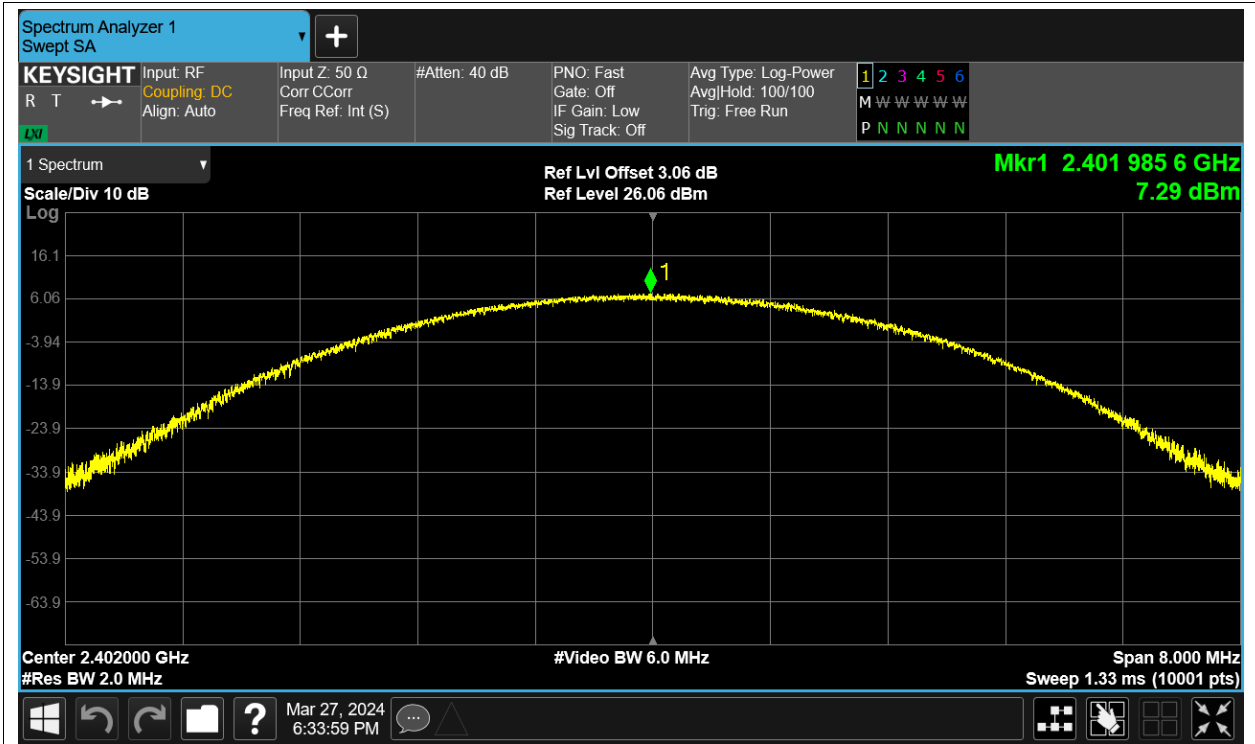 Spectrum Analyzer 1
Swept SA
KEYSIGHT
R T
LXI
Input: RF
Coupling: DC
Align: Auto
Input Z: 50 Ω
Corr CCorr
Freq Ref: Int (S)
#Atten: 40 dB
PNO: Fast
Gate: Off
IF Gain: Low
Sig Track: Off
Avg Type: Log-Power
Avg|Hold: 100/100
Trig: Free Run
1 2 3 4 5 6
M W W W W W
P N N N N N
1 Spectrum
Scale/Div 10 dB
Log
Ref Lvl Offset 3.06 dB
Ref Level 26.06 dBm
Mkr1 2.401 985 6 GHz
7.29 dBm
1
16.1
6.06
-3.94
-13.9
-23.9
-33.9
-43.9
-53.9
-63.9
Center 2.402000 GHz
#Video BW 6.0 MHz
Span 8.000 MHz
#Res BW 2.0 MHz
Sweep 1.33 ms (10001 pts)
?
Mar 27, 2024
6:33:59 PM